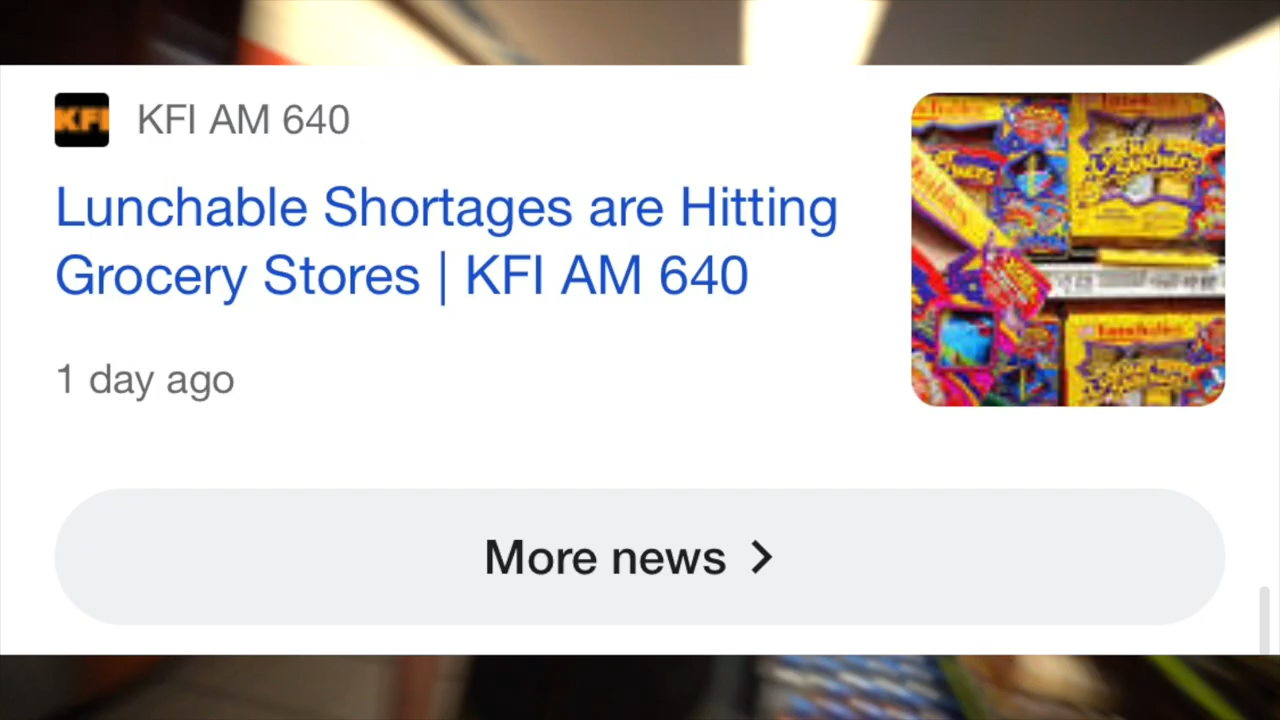 KFI
KFI AM 640
Lunchable Shortages are Hitting
Grocery Stores | KFI AM 640
1 day ago
More news